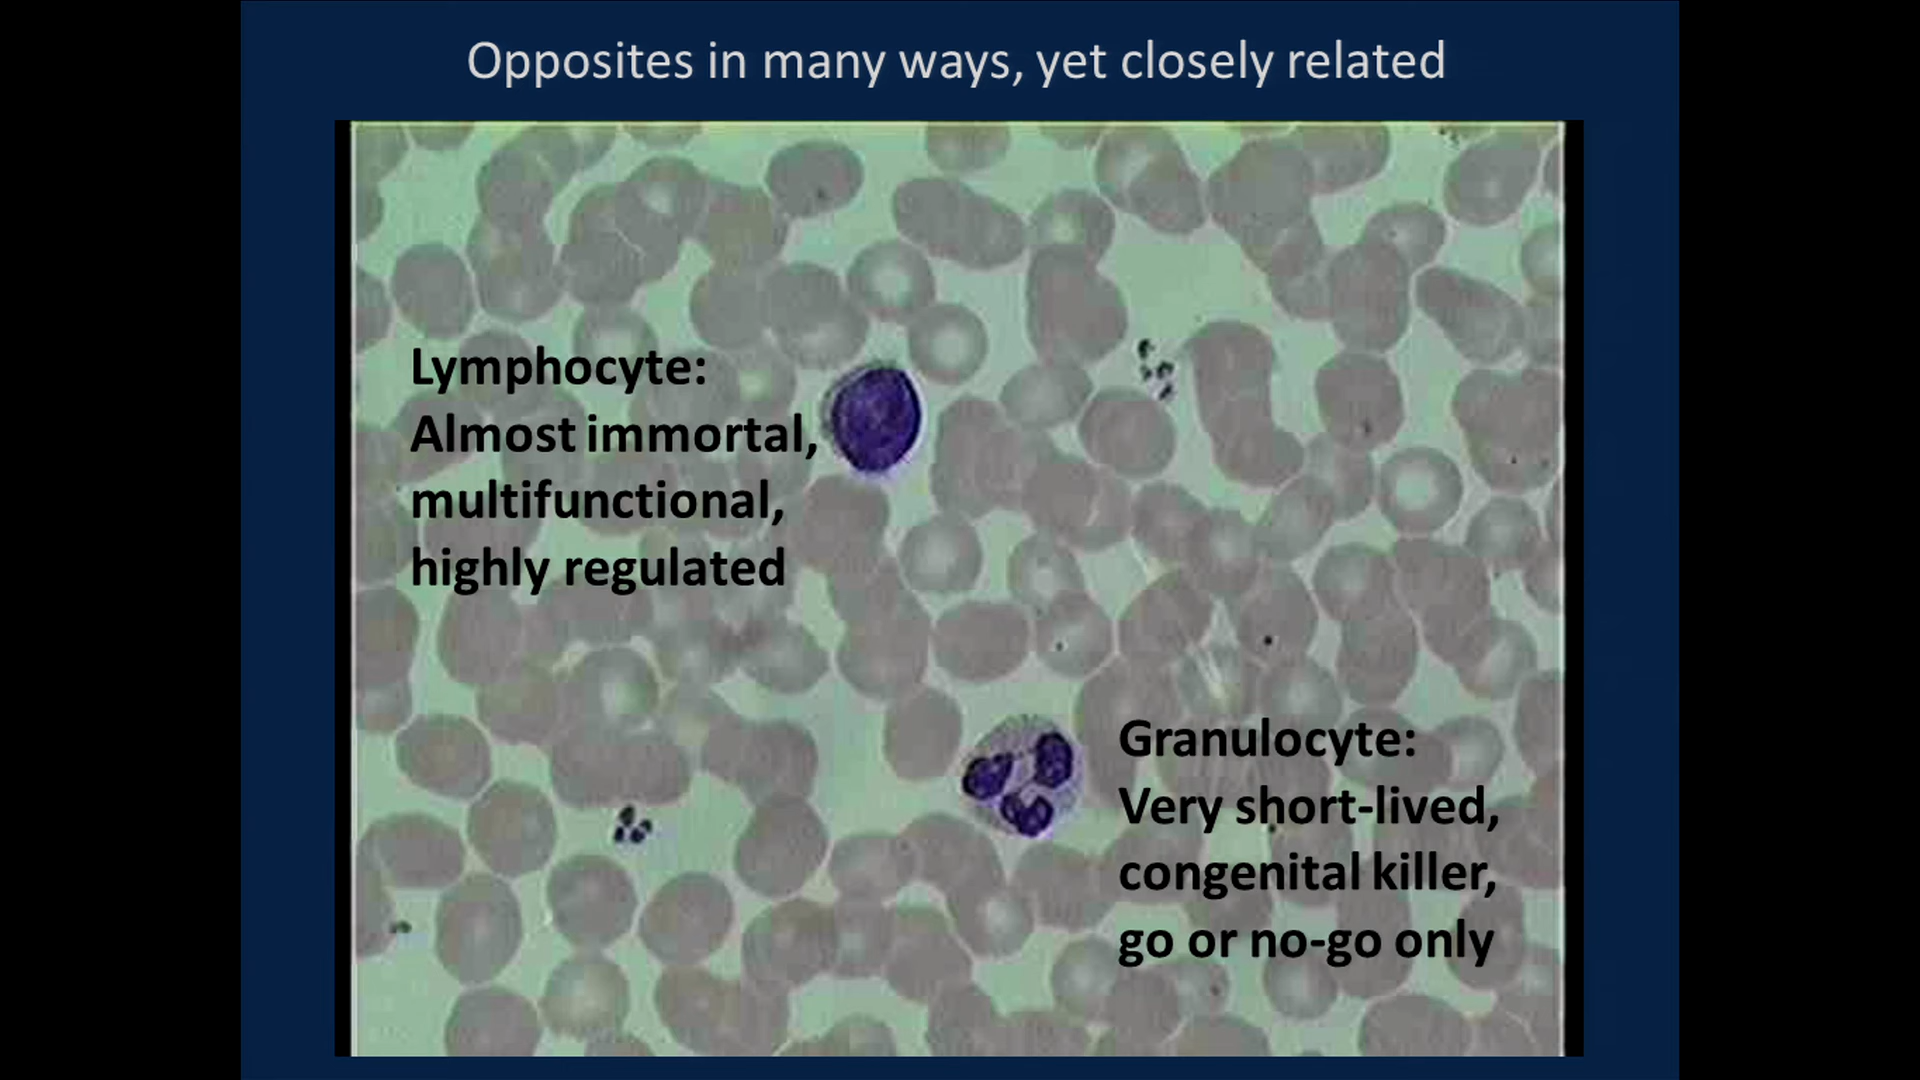 Opposites in many ways, yet closely related
Lymphocyte:
Almost immortal,
multifunctional,
highly regulated
Granulocyte:
Very short-lived,
congenital killer,
go or no-go only